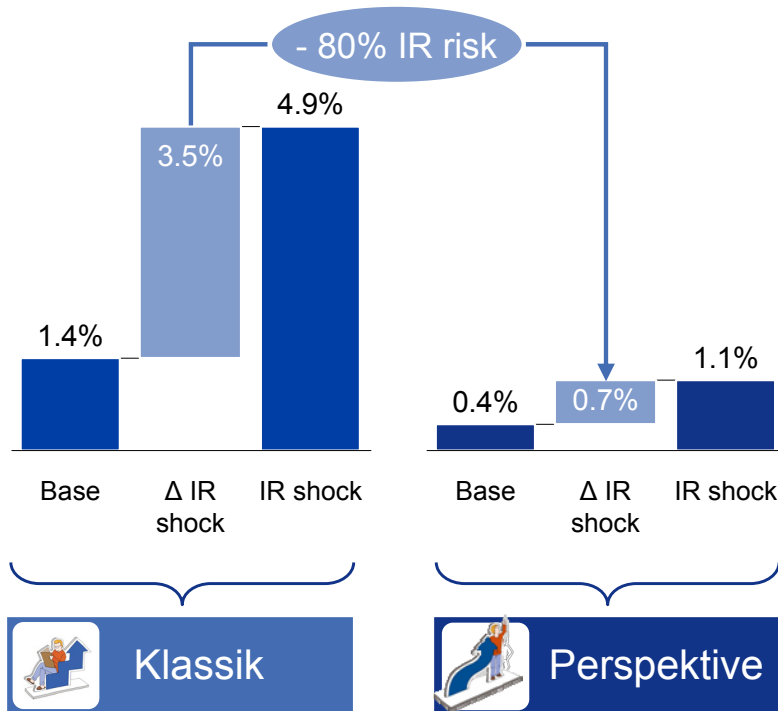 - 80% IR risk
4.9%
3.5%
1.4%
1.1%
0.4%
0.7%
Base
Δ IR
shock
IR shock
Base
Δ IR
shock
IR shock
Klassik
Perspektive